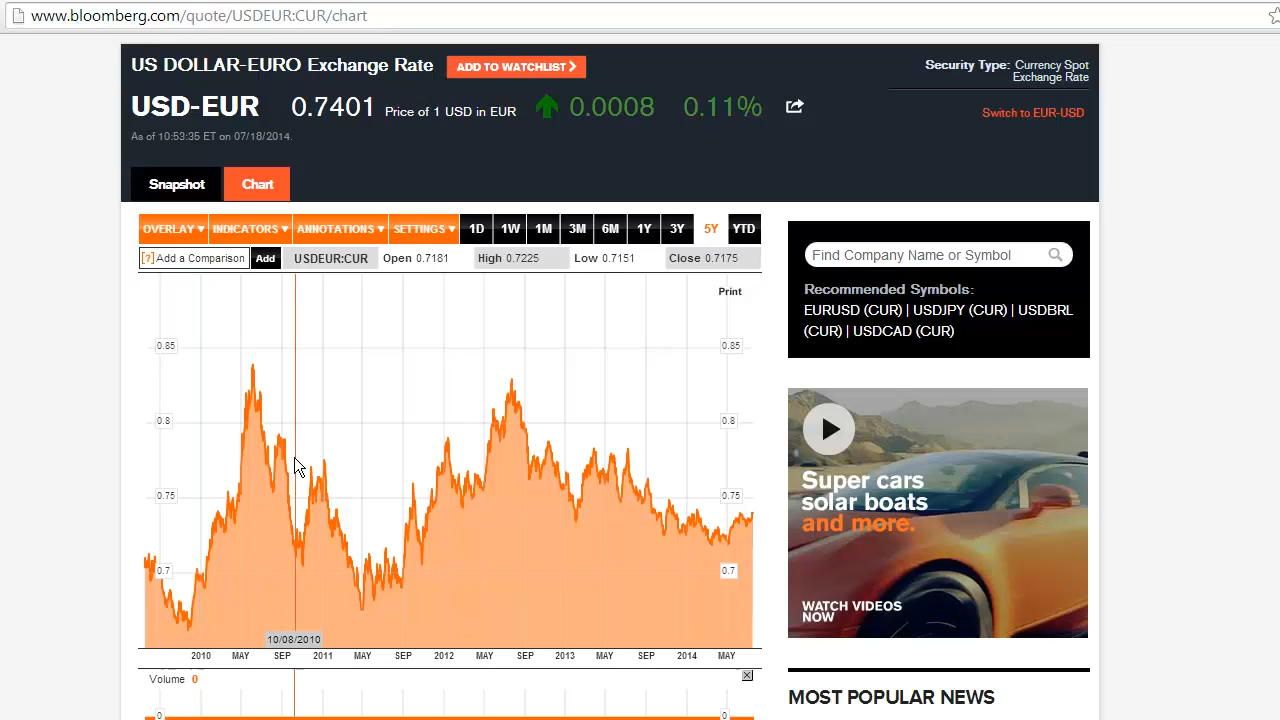 www.bloomberg.com/quote/USDEUR:CUR/chart
US DOLLAR-EURO Exchange Rate ADD TO WATCHLIST
Security Type: Currency Spot
Exchange Rate
USD-EUR 0.7401 Price of 1 USD in EUR 0.0008 0.11%
Switch to EUR-USD
As of 10:53:35 ET on 07/18/2014.
Snapshot Chart
OVERLAY INDICATORS ANNOTATIONS SETTINGS 1D 1W 1M 3M 6M 1Y 3Y 5Y YTD
[?] Add a Comparison Add USDEUR:CUR Open 0.7181 High 0.7225 Low 0.7151 Close 0.7175
Print
0.85 0.85
0.8 0.8
0.75 0.75
0.7 0.7
10/08/2010
2010 MAY SEP 2011 MAY SEP 2012 MAY SEP 2013 MAY SEP 2014 MAY
Volume 0
0 0
Find Company Name or Symbol
Recommended Symbols:
EURUSD (CUR) | USDJPY (CUR) | USDBRL
(CUR) | USDCAD (CUR)
Super cars
solar boats
and more.
WATCH VIDEOS
NOW
MOST POPULAR NEWS